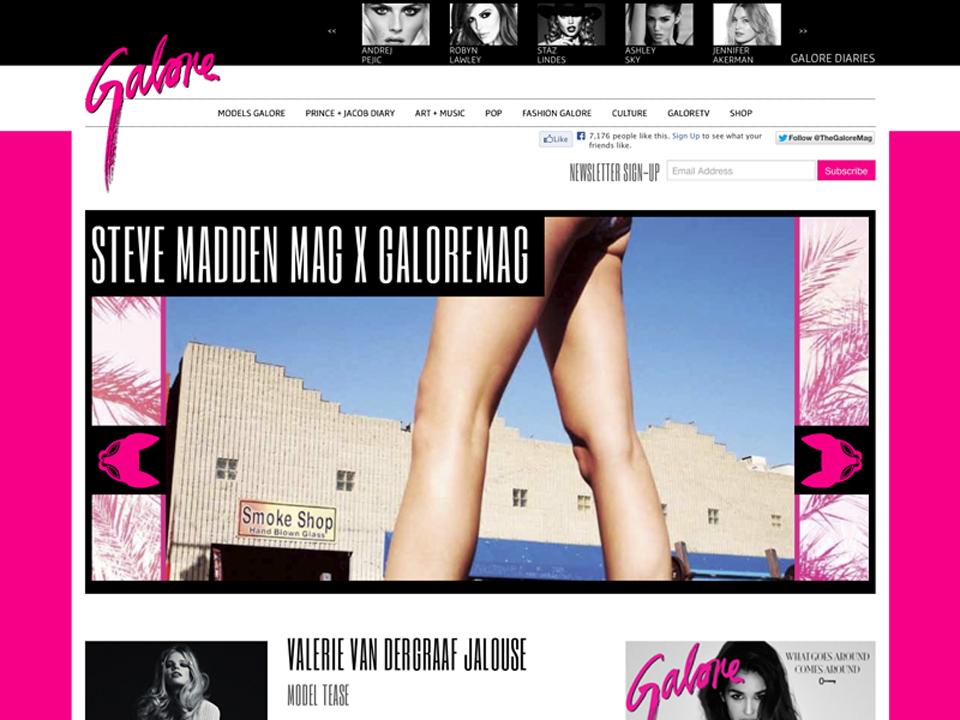 <<
ANDREJ
PEJIC
ROBYN
LAWLEY
STAZ
LINDES
ASHLEY
SKY
JENNIFER
AKERMAN
>>
GALORE DIARIES
Galore
MODELS GALORE PRINCE + JACOB DIARY ART + MUSIC POP FASHION GALORE CULTURE GALORETV SHOP
Like
7,176 people like this. Sign Up to see what your
friends like.
Follow @TheGaloreMag
NEWSLETTER SIGN-UP Email Address Subscribe
STEVE MADDEN MAG X GALOREMAG
Smoke Shop
Hand Blown Glass
VALERIE VAN DERGRAAF JALOUSE
MODEL TEASE
Galore
WHAT GOES AROUND
COMES AROUND